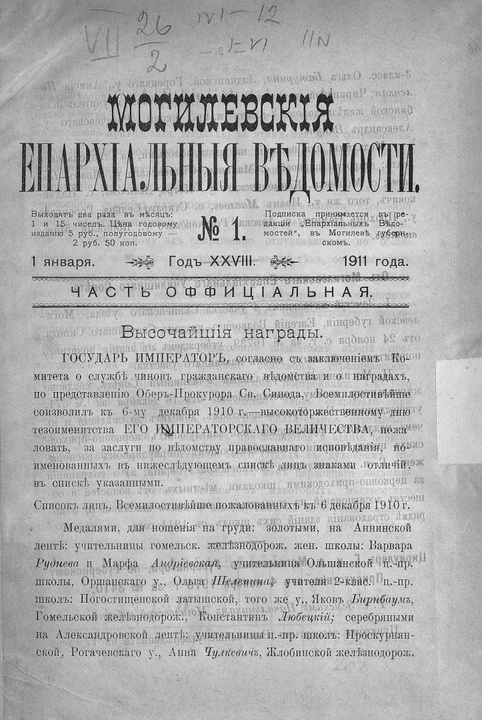 VII 26/2
МОГИЛЕВСКІЯ
ЕПАРХІАЛЬНЫЯ ВѢДОМОСТИ.
Выходятъ два раза въ мѣсяцъ:
1 и 15 чиселъ. Цѣна годовому
изданію 5 руб., полугодовому—
2 руб. 50 коп.
№ 1.
Подписка принимается въ ре-
дакціи „Епархіальныхъ Вѣдо-
мостей", въ Могилевѣ губерн-
скомъ.
1 января. Годъ XXVIII. 1911 года.
ЧАСТЬ ОФФИЦІАЛЬНАЯ.
Высочайшія награды.
ГОСУДАРЬ ИМПЕРАТОРЪ, согласно съ заключеніемъ Ко-
митета о службѣ чиновъ гражданскаго вѣдомства и о наградахъ,
по представленію Оберъ-Прокурора Св. Синода, Всемилостивѣйше
соизволилъ къ 6-му декабря 1910 г.—высокоторжественному дню
тезоименитства ЕГО ИМПЕРАТОРСКАГО ВЕЛИЧЕСТВА, пожа
ловать, за заслуги по вѣдомству православнаго исповѣданія, по-
именованныхъ въ нижеслѣдующемъ спискѣ лицъ знаками отличій,
въ спискѣ указанными.
Списокъ лицъ, Всемилостивѣйше пожалованныхъ къ 6 декабря 1910 г.
Медалями, для ношенія на груди: золотыми, на Аннинской
лентѣ: учительницы гомельск. желѣзнодорож. жен. школы: Варвара
Руднева и Марфа Андріевская, учительница Ольшанской ц.-пр.
школы, Оршанскаго у., Ольга Шелепина, учителя 2-клас. ц.-пр.
школъ: Погостищенской латышской, того же у., Яковъ Бирнбаумъ,
Гомельской желѣзнодорож., Константинъ Любецкій; серебряными
на Александровской лентѣ: учительницы ц.-пр. школъ: Проскурнян-
ской, Рогачевскаго у., Анна Чулкевичъ, Жлобинской желѣзнодорож.